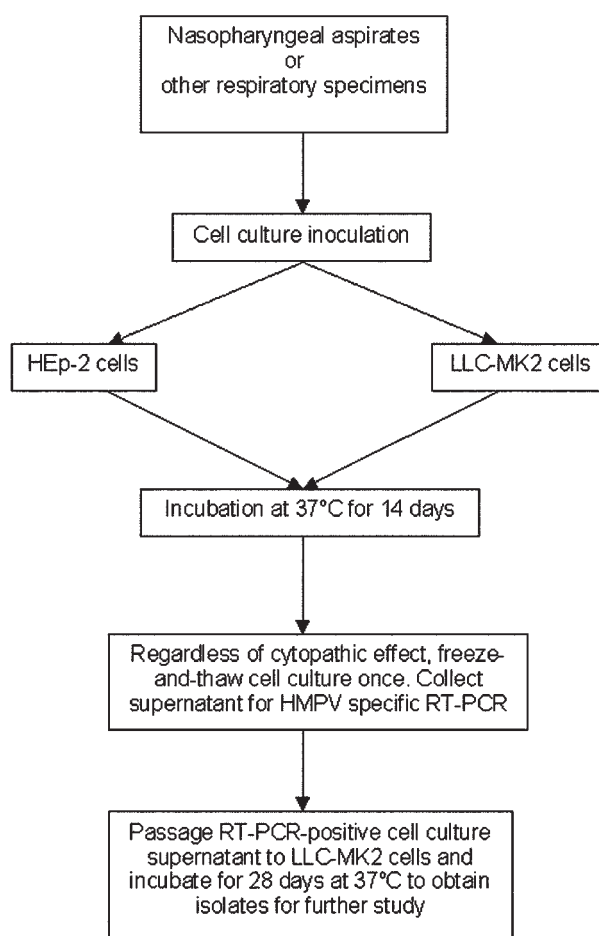 Nasopharyngeal aspirates
or
other respiratory specimens
Cell culture inoculation
HEp-2 cells
LLC-MK2 cells
Incubation at 37°C for 14 days
Regardless of cytopathic effect, freeze-
and-thaw cell culture once. Collect
supernatant for HMPV specific RT-PCR
Passage RT-PCR-positive cell culture
supernatant to LLC-MK2 cells and
incubate for 28 days at 37°C to obtain
isolates for further study